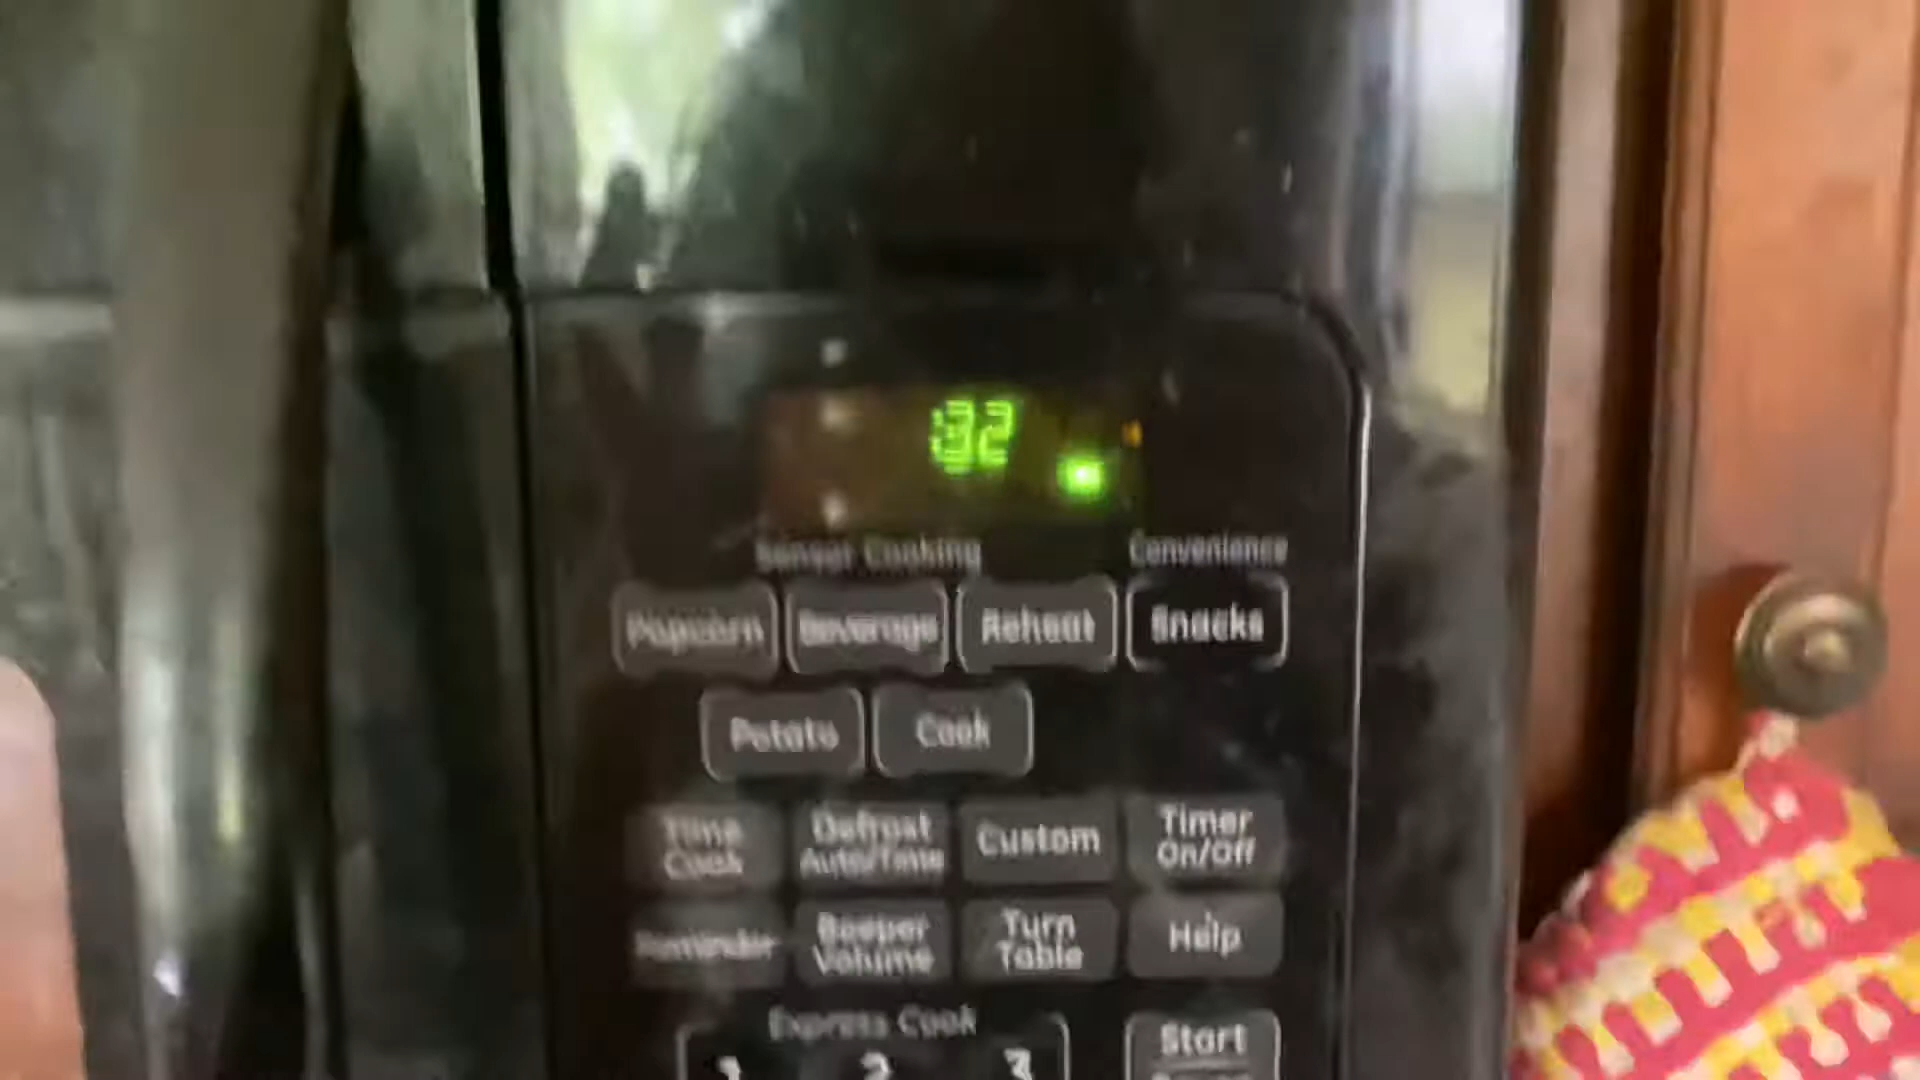 :32
Sensor Cooking
Convenience
Popcorn
Beverage
Reheat
Snacks
Potato
Cook
Time
Cook
Defrost
Auto/Time
Custom
Timer
On/Off
Reminder
Beeper
Volume
Turn
Table
Help
Express Cook
1
2
3
Start